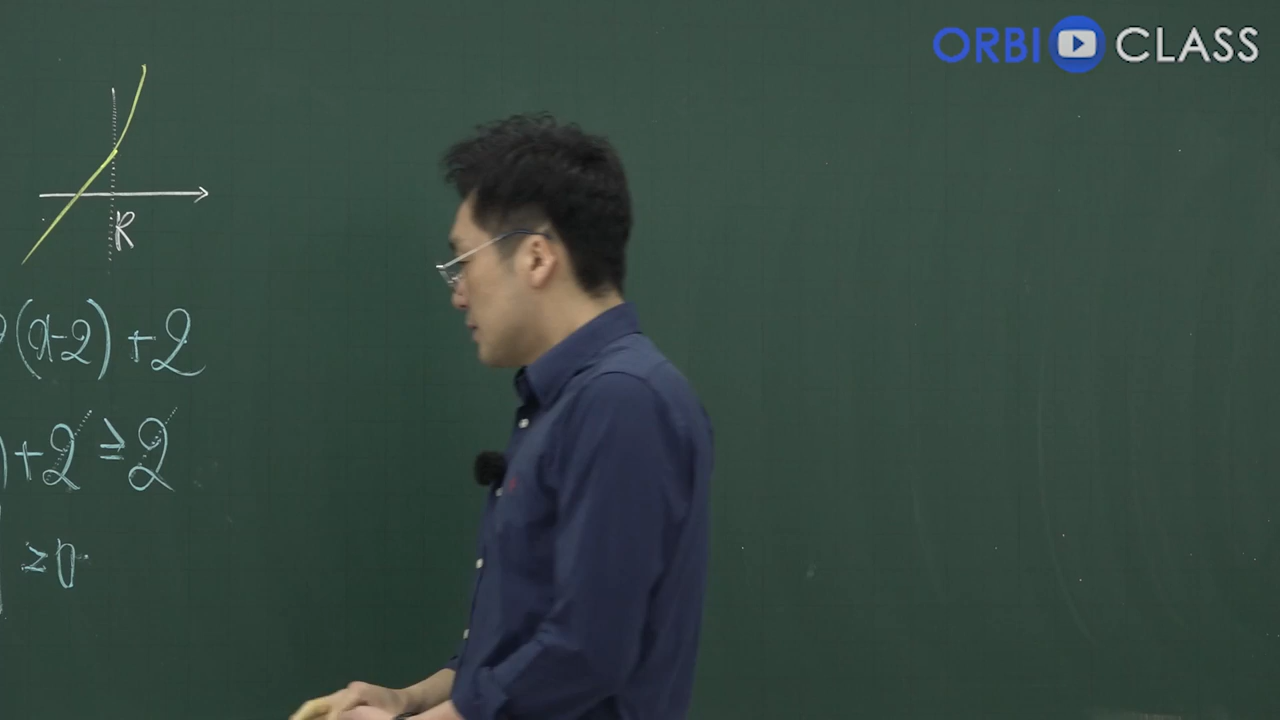 ORBI CLASS
k
(x-2) +2
) +2 ≥ 2
≥0